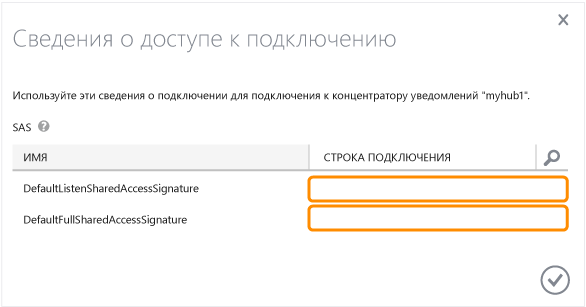 Сведения о доступе к подключению
Используйте эти сведения о подключении для подключения к концентратору уведомлений "myhub1".
SAS ?
ИМЯ СТРОКА ПОДКЛЮЧЕНИЯ
DefaultListenSharedAccessSignature
DefaultFullSharedAccessSignature